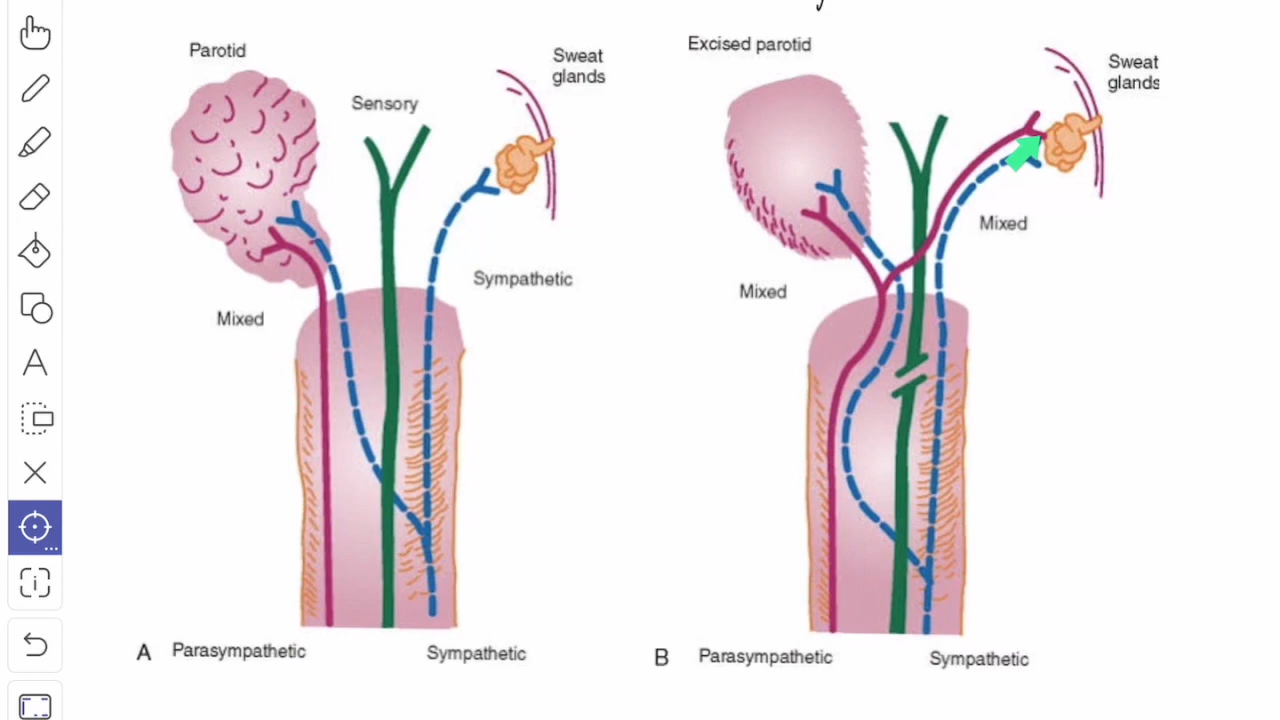 Parotid
Sweat
glands
Sensory
Sympathetic
Mixed
A
Parasympathetic
Sympathetic
Excised parotid
Sweat
glands
Mixed
Mixed
B
Parasympathetic
Sympathetic